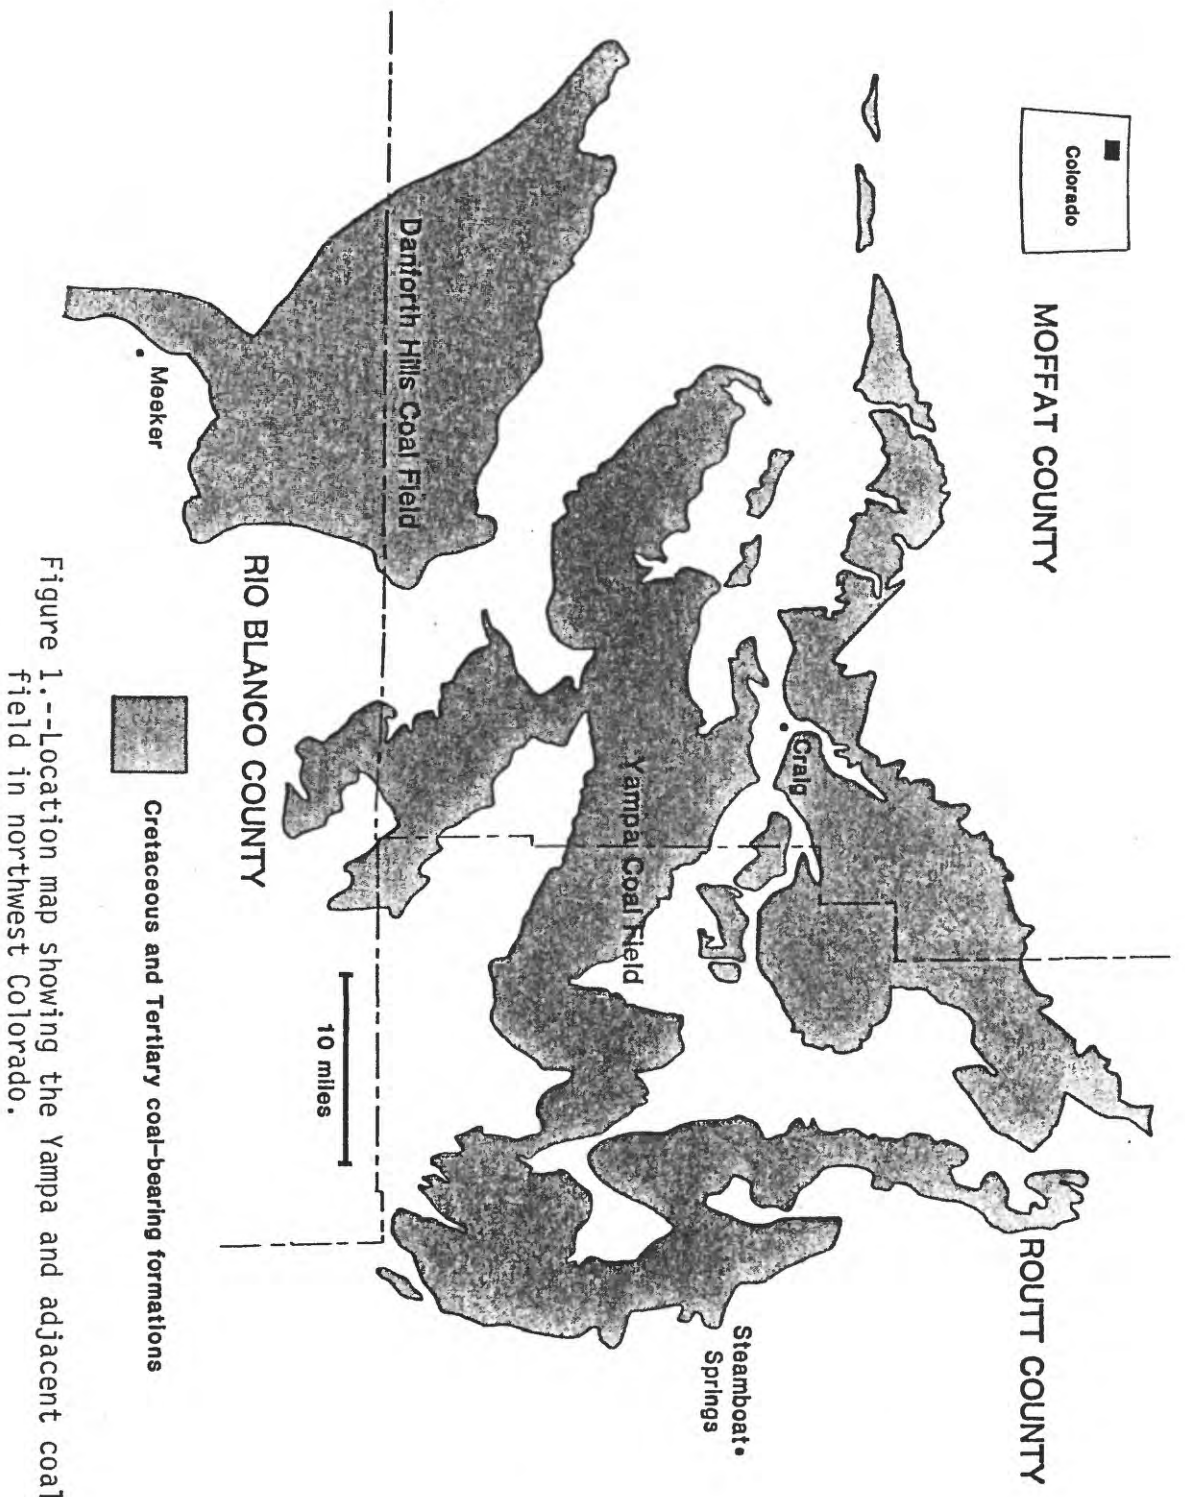 Colorado
MOFFAT COUNTY
ROUTT COUNTY
Craig
Steamboat
Springs
Yampa Coal Field
Danforth Hills Coal Field
Meeker
RIO BLANCO COUNTY
10 miles
Cretaceous and Tertiary coal-bearing formations
Figure 1.--Location map showing the Yampa and adjacent coal
field in northwest Colorado.